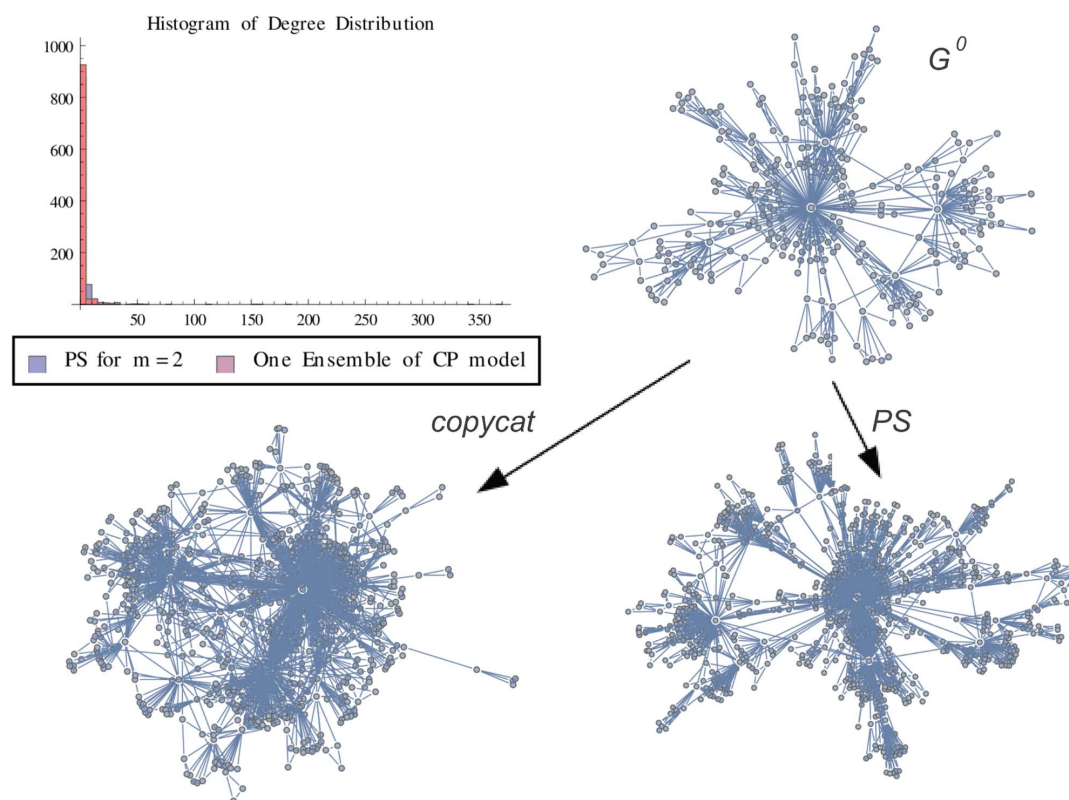 Histogram of Degree Distribution
G⁰
1000
800
600
400
200
50 100 150 200 250 300 350
PS for m=2 One Ensemble of CP model
copycat
PS